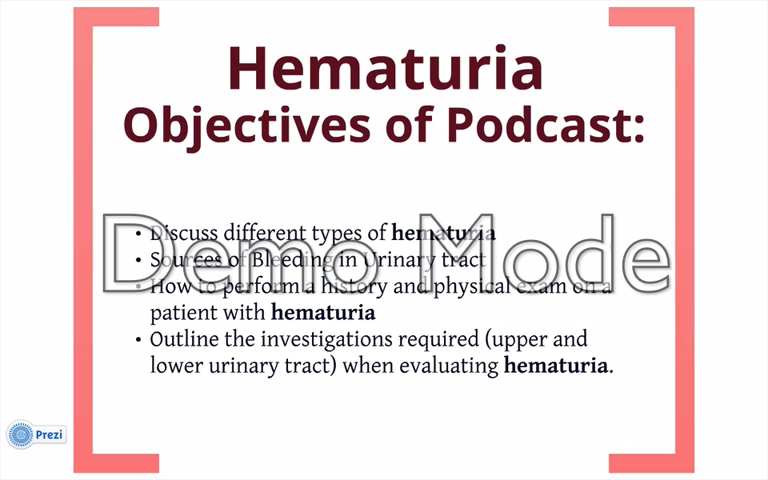 Hematuria
Objectives of Podcast:
• Discuss different types of hematuria
• Sources of Bleeding in Urinary tract
• How to perform a history and physical exam on a
patient with hematuria
• Outline the investigations required (upper and
lower urinary tract) when evaluating hematuria.
Demo Mode
Prezi